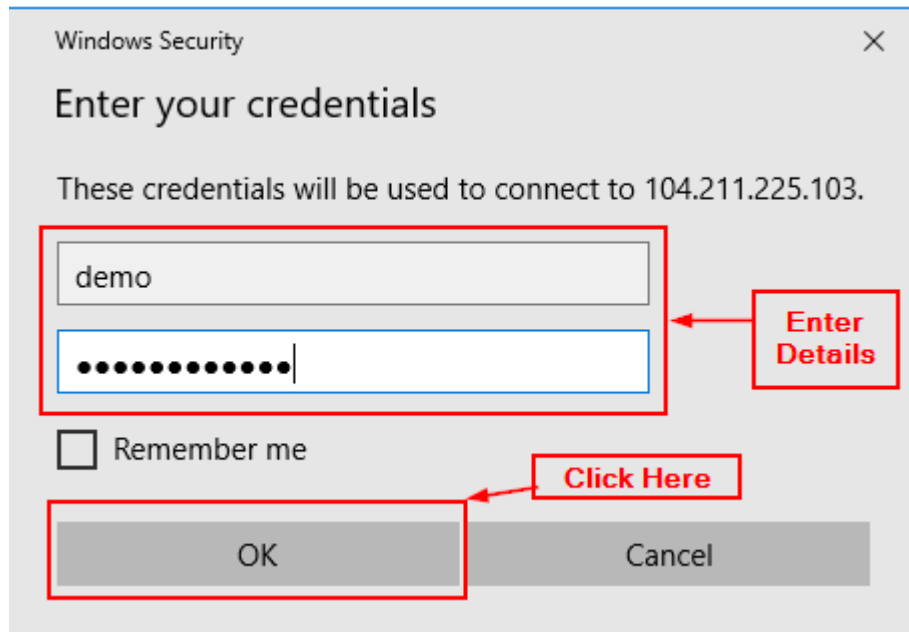 Windows Security
Enter your credentials
These credentials will be used to connect to 104.211.225.103.
demo
••••••••••••
Enter
Details
Remember me
Click Here
OK
Cancel